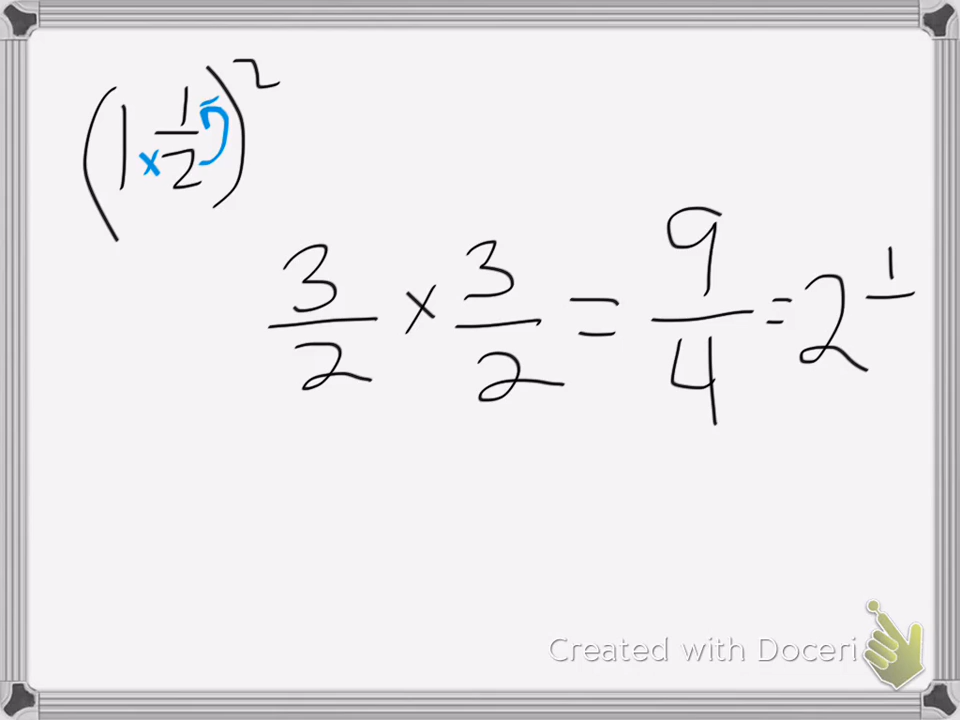 (1 1/2)² ×
3/2 × 3/2 = 9/4 = 2 1/
Created with Doceri